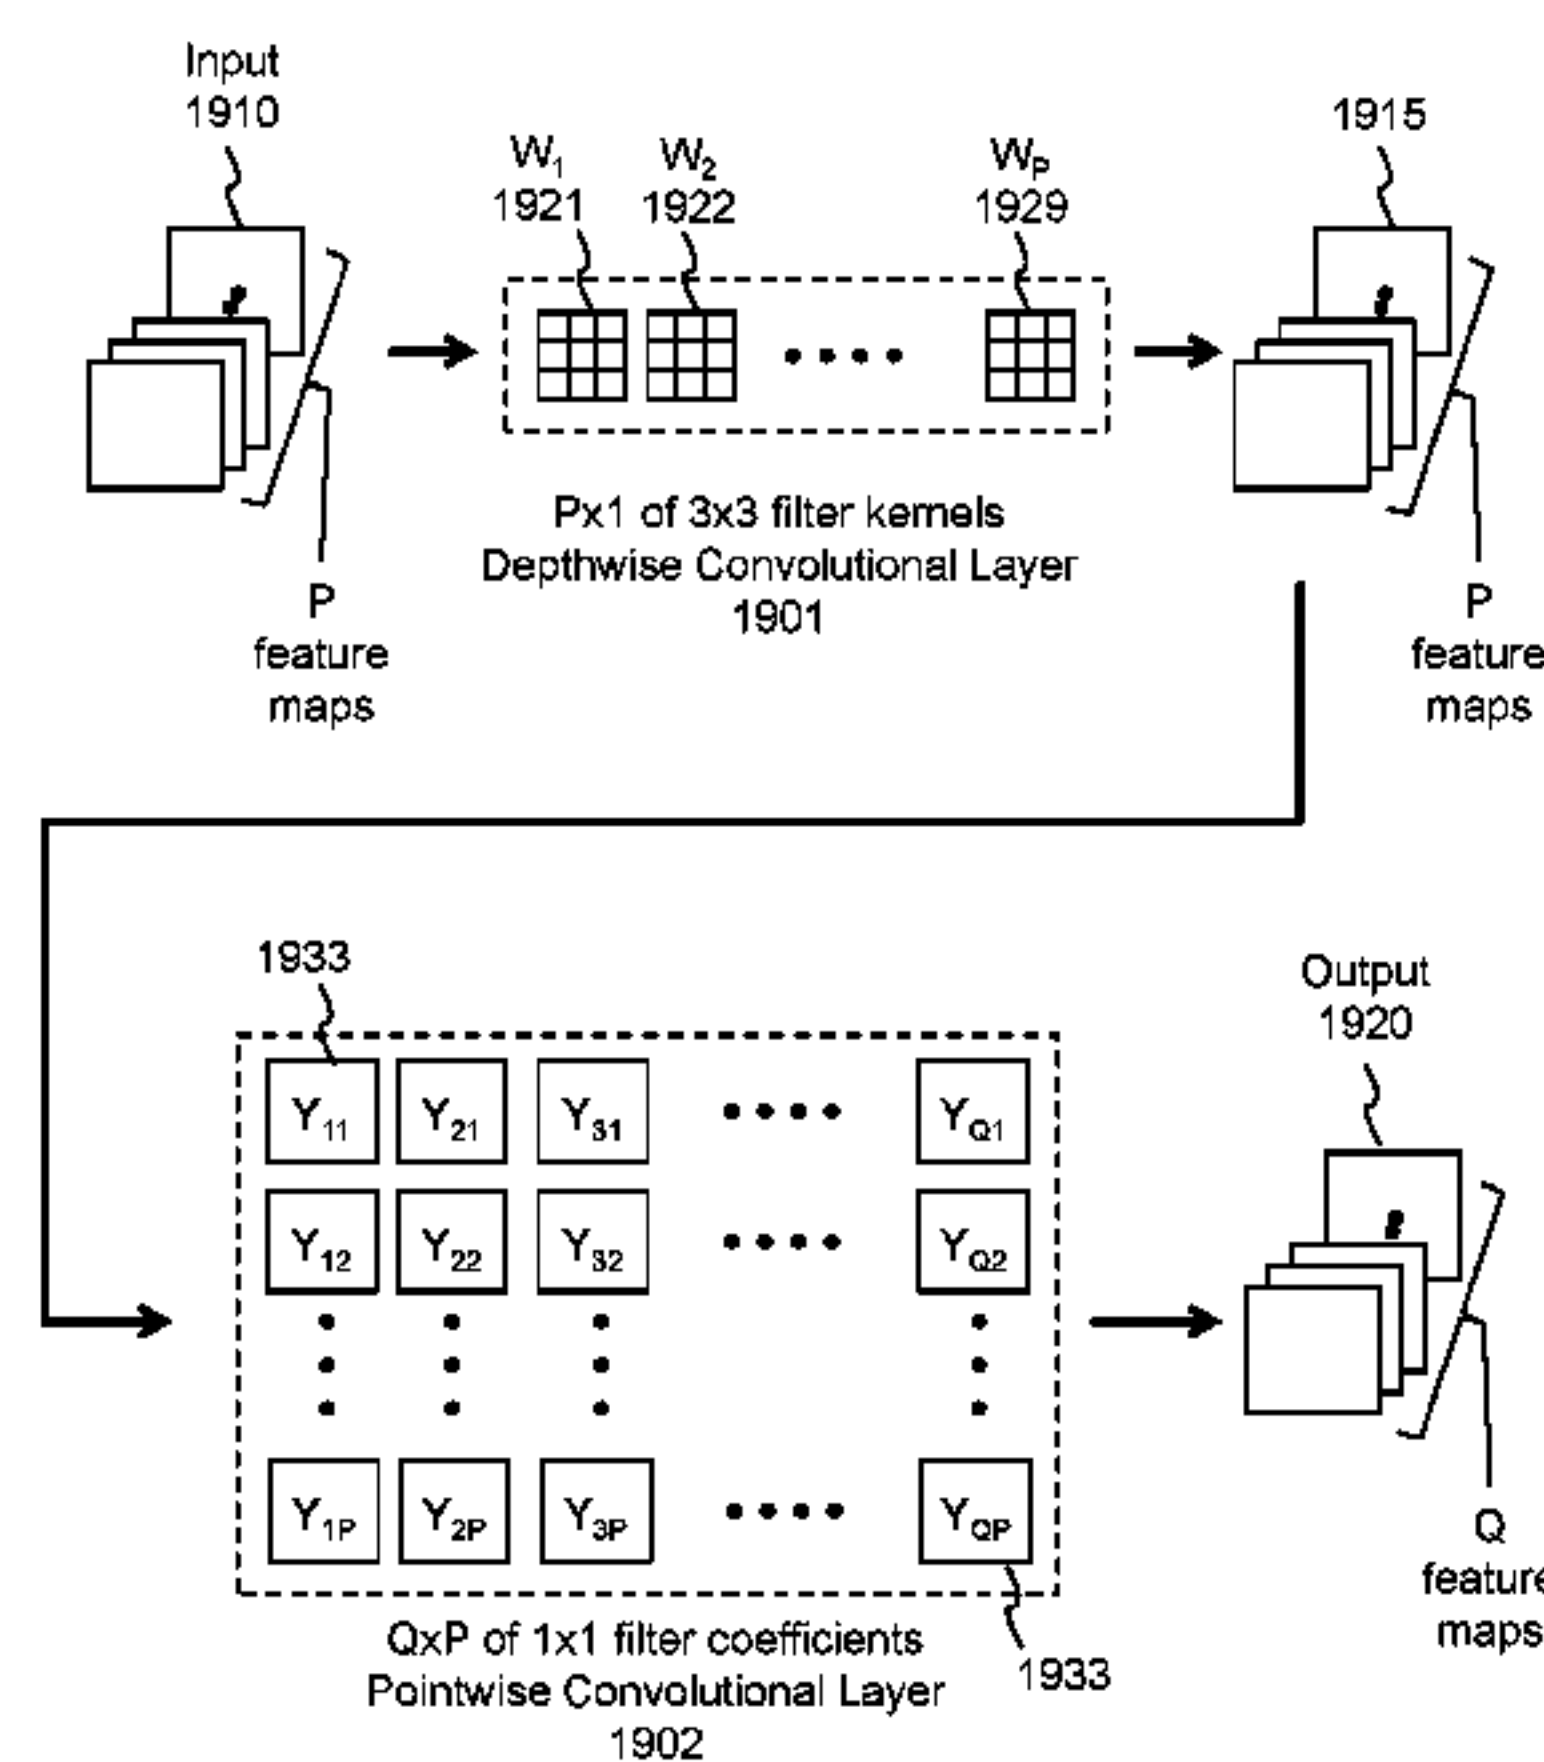 Input
1910
W1
1921
W2
1922
WP
1929
1915
Px1 of 3x3 filter kernels
Depthwise Convolutional Layer
1901
P
feature
maps
P
feature
maps
1933
Y11 Y21 Y31 YQ1
Y12 Y22 Y32 YQ2
Y1P Y2P Y3P YQP
1933
QxP of 1x1 filter coefficients
Pointwise Convolutional Layer
1902
Output
1920
Q
feature
maps